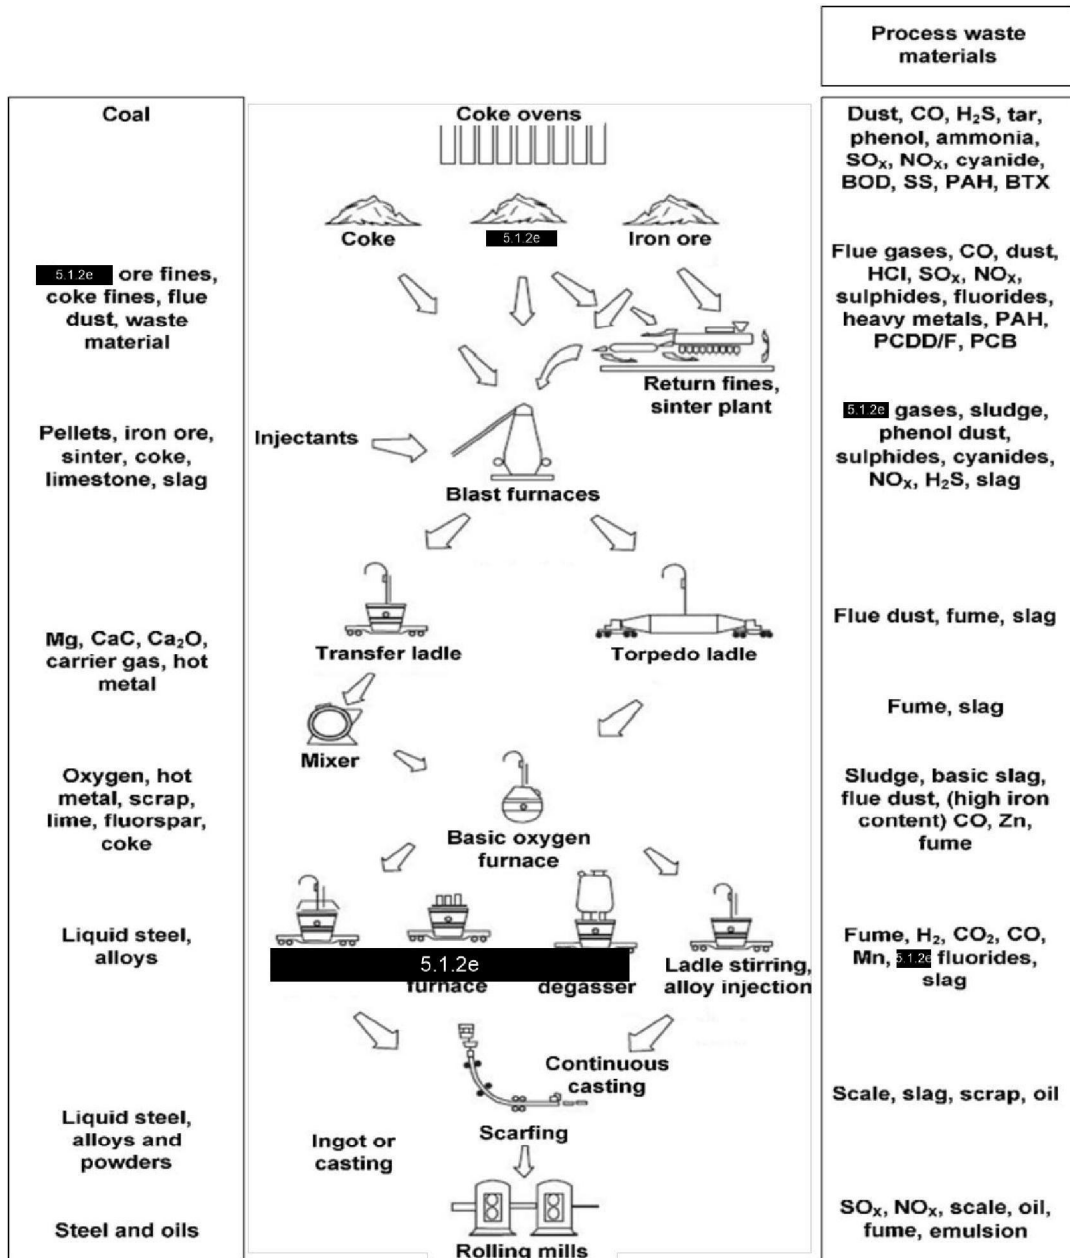 Process waste
materials
Coal
Coke ovens
Dust, CO, H₂S, tar,
phenol, ammonia,
SOₓ, NOₓ, cyanide,
BOD, SS, PAH, BTX
Coke
5.1.2e
Iron ore
5.1.2e ore fines,
coke fines, flue
dust, waste
material
Flue gases, CO, dust,
HCl, SOₓ, NOₓ,
sulphides, fluorides,
heavy metals, PAH,
PCDD/F, PCB
Return fines,
sinter plant
Pellets, iron ore,
sinter, coke,
limestone, slag
Injectants
Blast furnaces
5.1.2e gases, sludge,
phenol dust,
sulphides, cyanides,
NOₓ, H₂S, slag
Mg, CaC, Ca₂O,
carrier gas, hot
metal
Transfer ladle
Torpedo ladle
Flue dust, fume, slag
Mixer
Fume, slag
Oxygen, hot
metal, scrap,
lime, fluorspar,
coke
Basic oxygen
furnace
Sludge, basic slag,
flue dust, (high iron
content) CO, Zn,
fume
Liquid steel,
alloys
5.1.2e
furnace
degasser
Ladle stirring,
alloy injection
Fume, H₂, CO₂, CO,
Mn, 5.1.2e fluorides,
slag
Continuous
casting
Scale, slag, scrap, oil
Liquid steel,
alloys and
powders
Ingot or
casting
Scarfing
Steel and oils
Rolling mills
SOₓ, NOₓ, scale, oil,
fume, emulsion